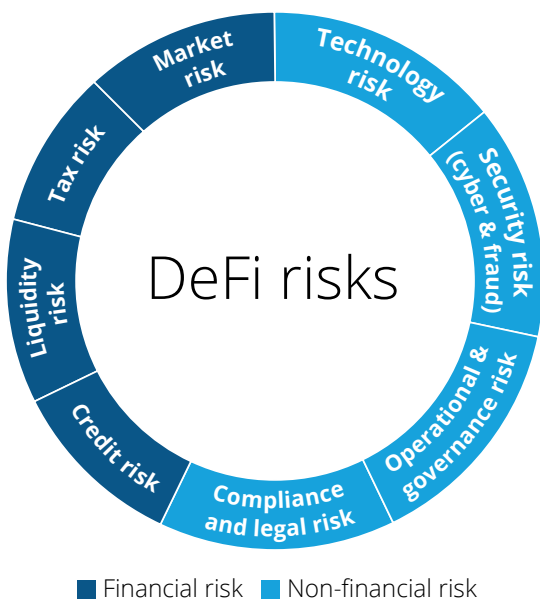 Market
risk
Technology
risk
Security risk
(cyber & fraud)
Operational &
governance risk
Compliance
and legal risk
Credit risk
Liquidity
risk
Tax risk
DeFi risks
Financial risk
Non-financial risk